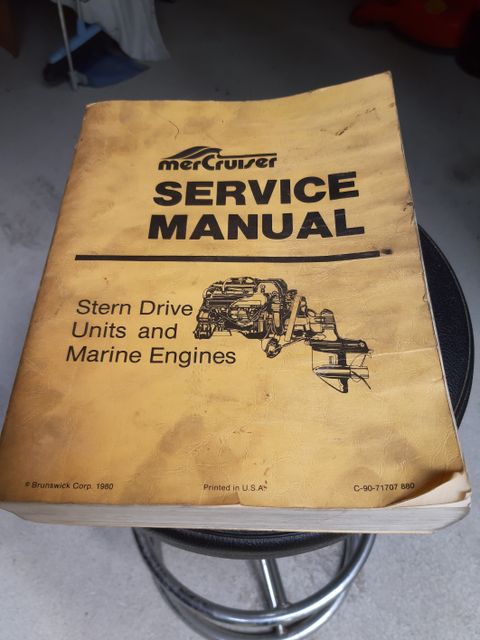 merCruiser
SERVICE
MANUAL
Stern Drive
Units and
Marine Engines
© Brunswick Corp. 1980 Printed in U.S.A. C-90-71707 880